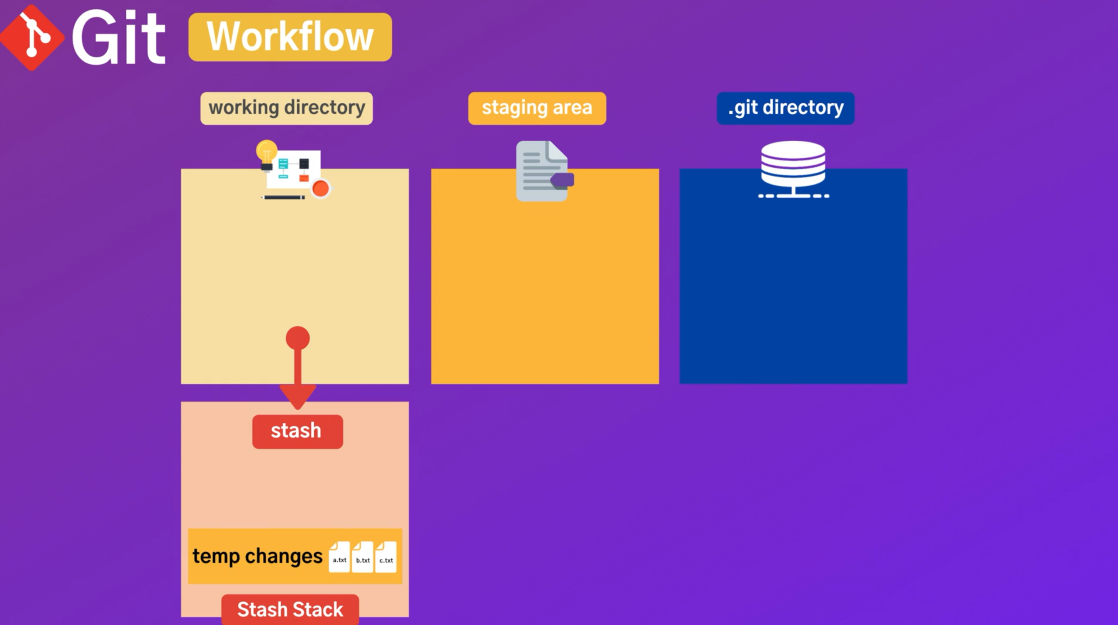 Git Workflow
working directory
staging area
.git directory
stash
temp changes a.txt b.txt c.txt
Stash Stack